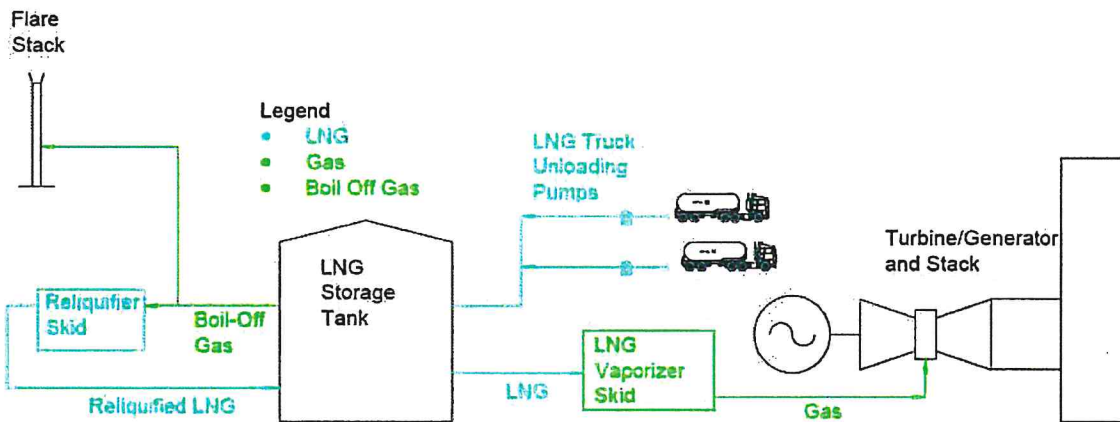 Flare
Stack
Legend
LNG
Gas
Boil Off Gas
LNG Truck
Unloading
Pumps
Turbine/Generator
and Stack
LNG
Storage
Tank
Reliquifier
Skid
Boil-Off
Gas
LNG
Vaporizer
Skid
Reliquified LNG
LNG
Gas